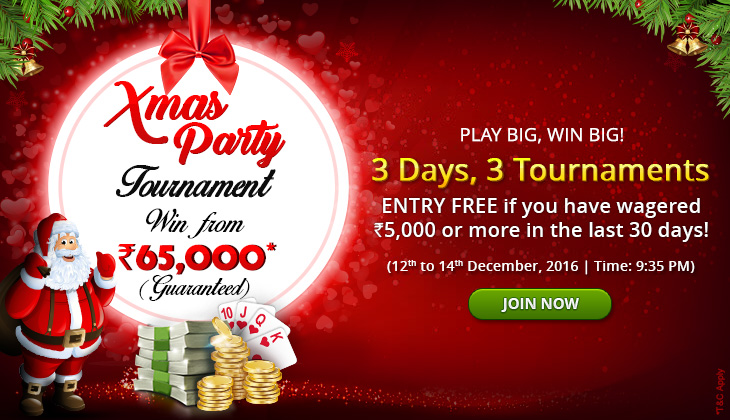 Xmas
Party
Tournament
Win from
₹65,000*
(Guaranteed)
10 J Q K
PLAY BIG, WIN BIG!
3 Days, 3 Tournaments
ENTRY FREE if you have wagered
₹5,000 or more in the last 30 days!
(12th to 14th December, 2016 | Time: 9:35 PM)
JOIN NOW
*T&C Apply